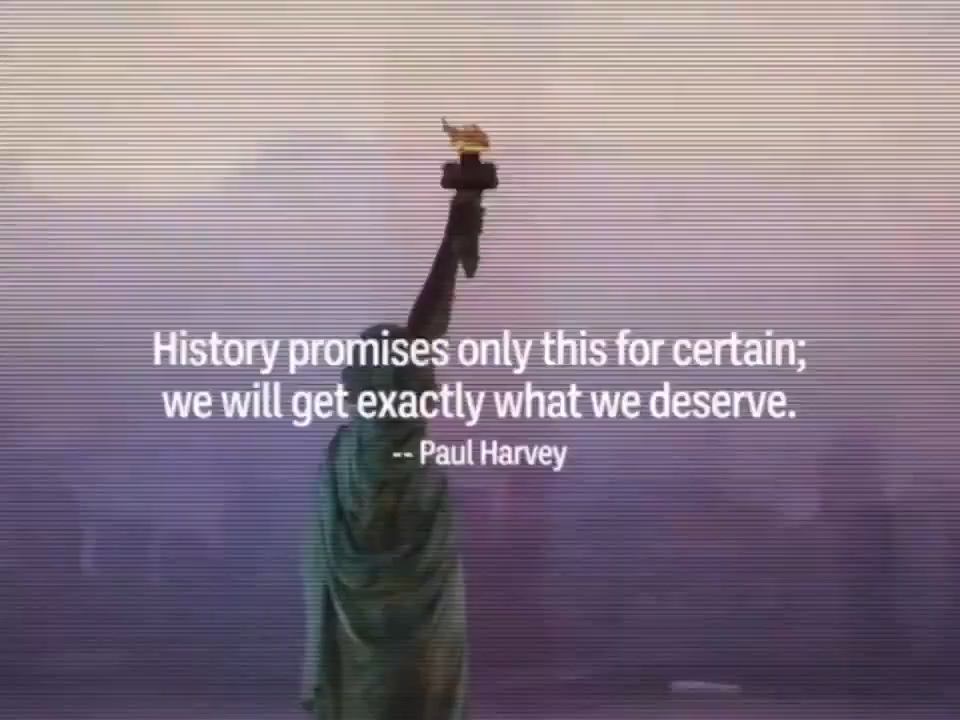 History promises only this for certain;
we will get exactly what we deserve.
-- Paul Harvey